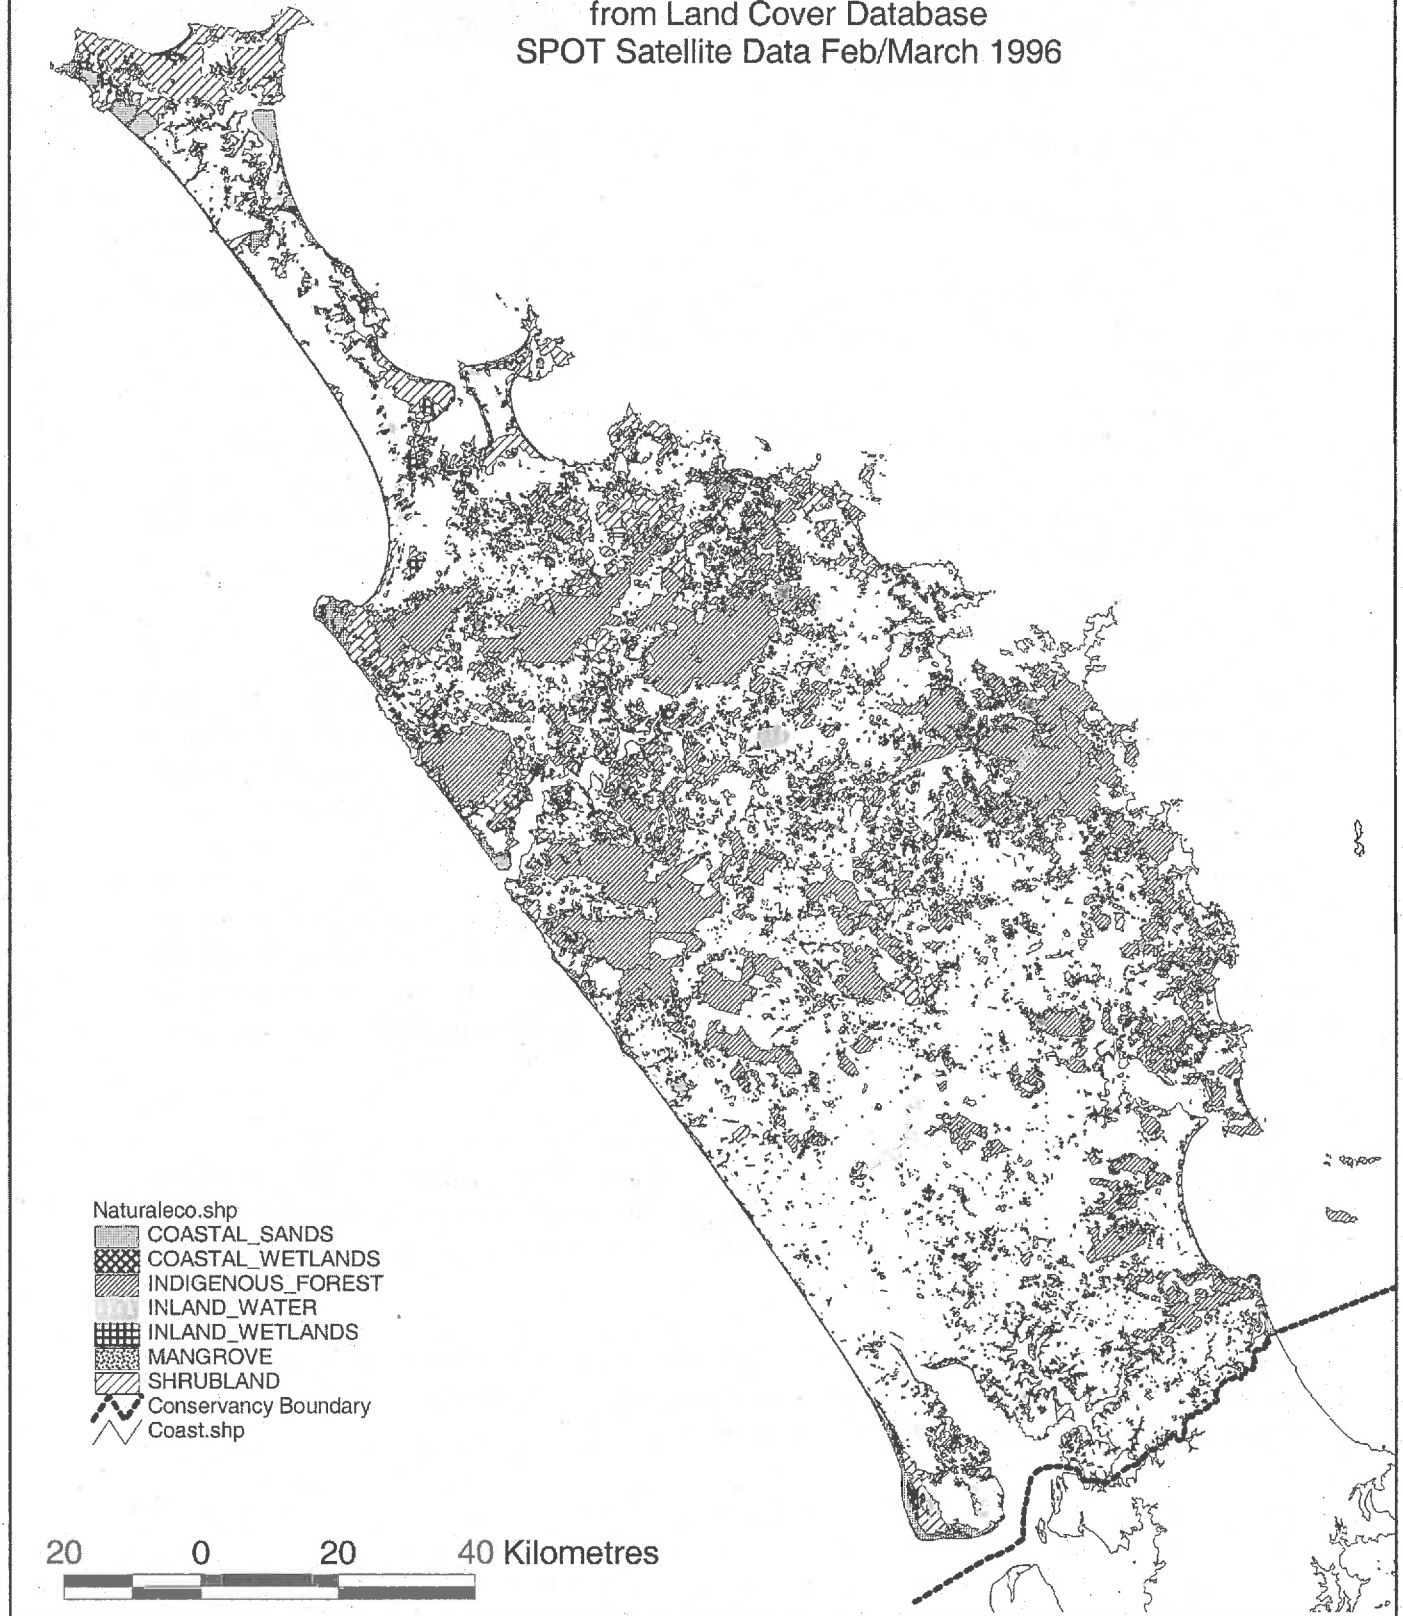 from Land Cover Database
SPOT Satellite Data Feb/March 1996
Naturaleco.shp
COASTAL_SANDS
COASTAL_WETLANDS
INDIGENOUS_FOREST
INLAND_WATER
INLAND_WETLANDS
MANGROVE
SHRUBLAND
Conservancy Boundary
Coast.shp
20 0 20 40 Kilometres